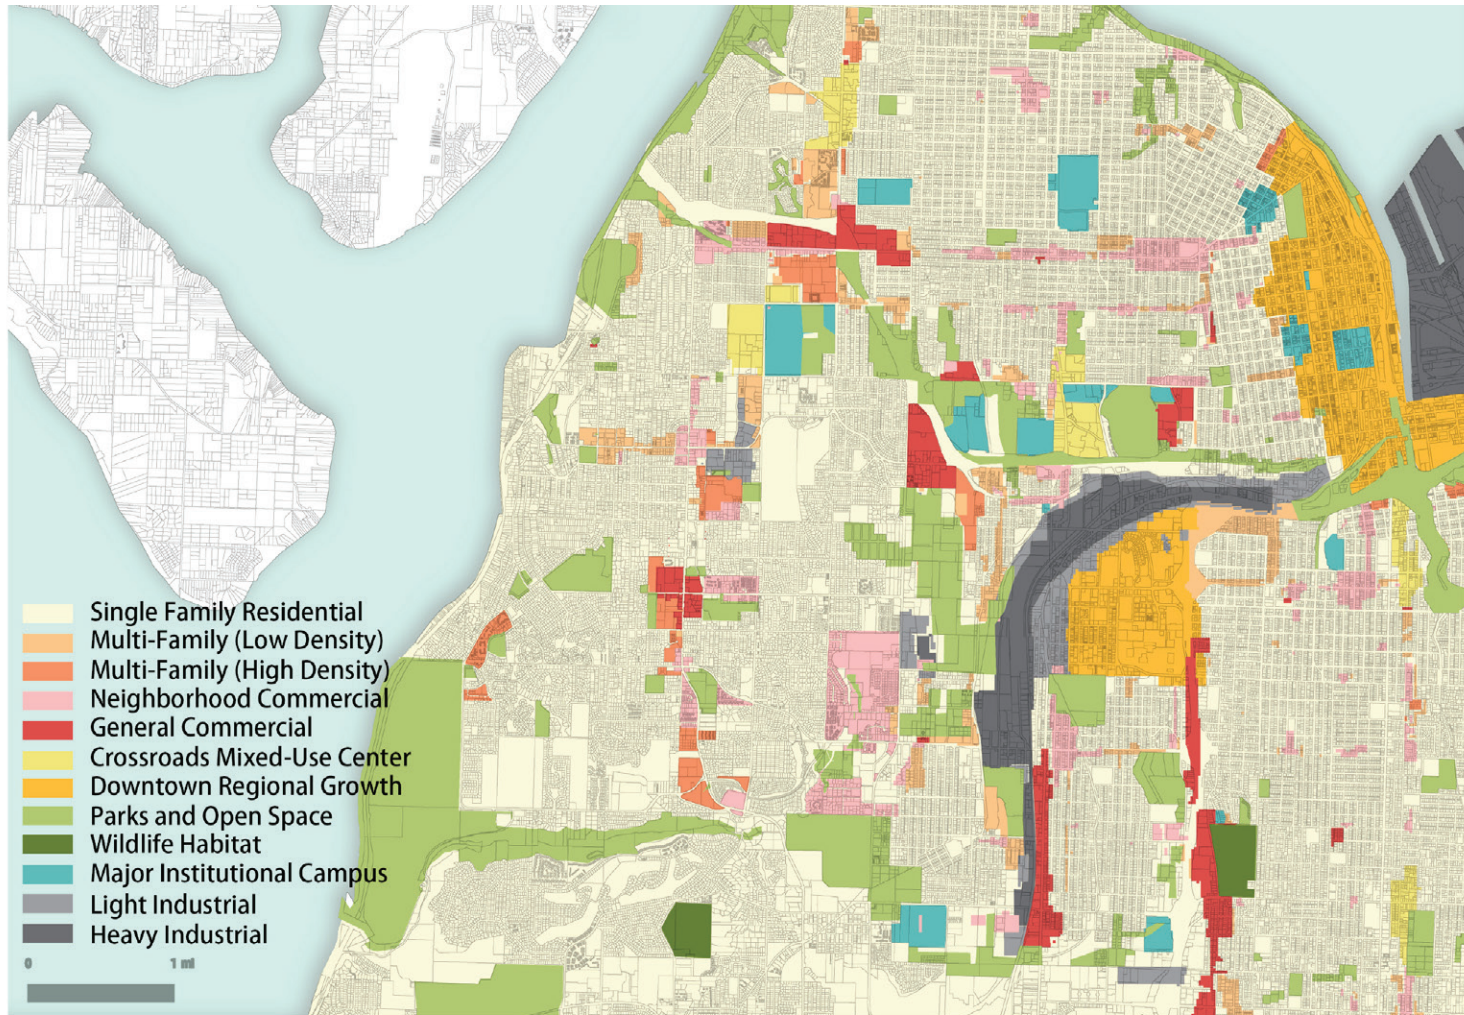 Single Family Residential
Multi-Family (Low Density)
Multi-Family (High Density)
Neighborhood Commercial
General Commercial
Crossroads Mixed-Use Center
Downtown Regional Growth
Parks and Open Space
Wildlife Habitat
Major Institutional Campus
Light Industrial
Heavy Industrial
0 1 mi